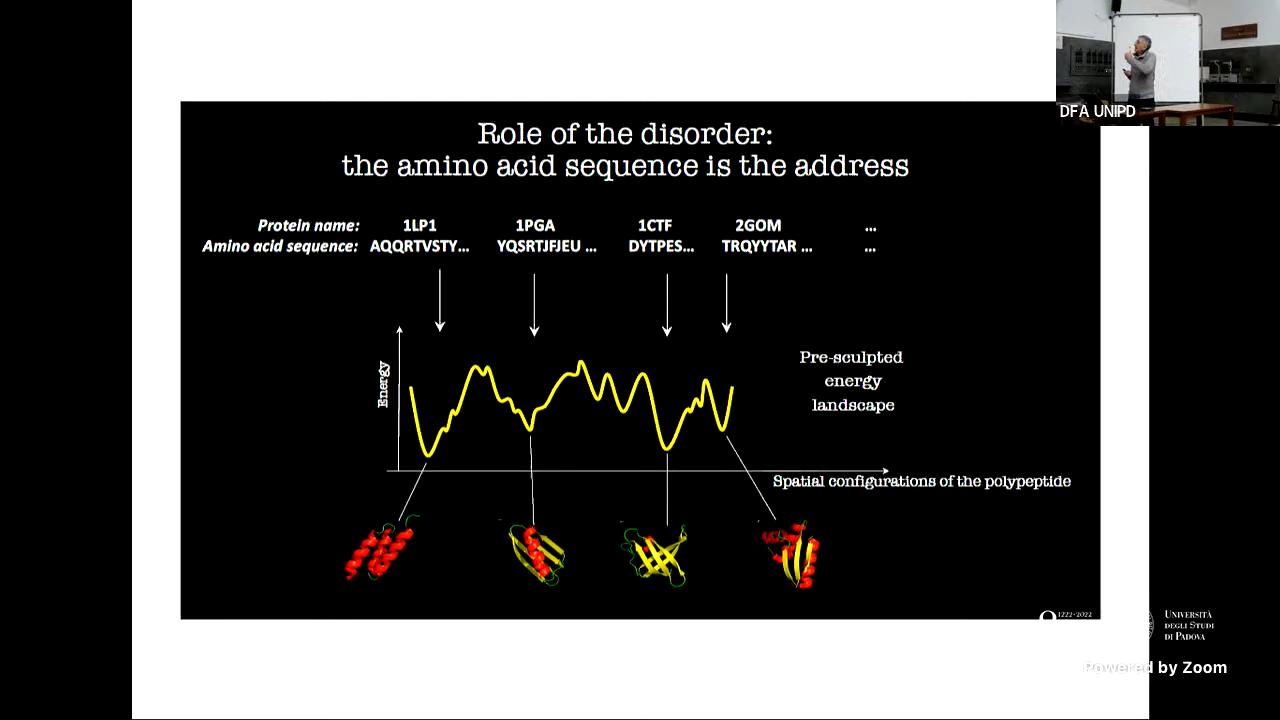 DFA UNIPD
Role of the disorder:
the amino acid sequence is the address
Protein name: 1LP1 1PGA 1CTF 2GOM ...
Amino acid sequence: AQQRTVSTY... YQSRTJFJEU ... DYTPES... TRQYYTAR ... ...
Energy
Pre-sculpted
energy
landscape
Spatial configurations of the polypeptide
1222·2022
UNIVERSITÀ
DEGLI STUDI
DI PADOVA
Powered by Zoom